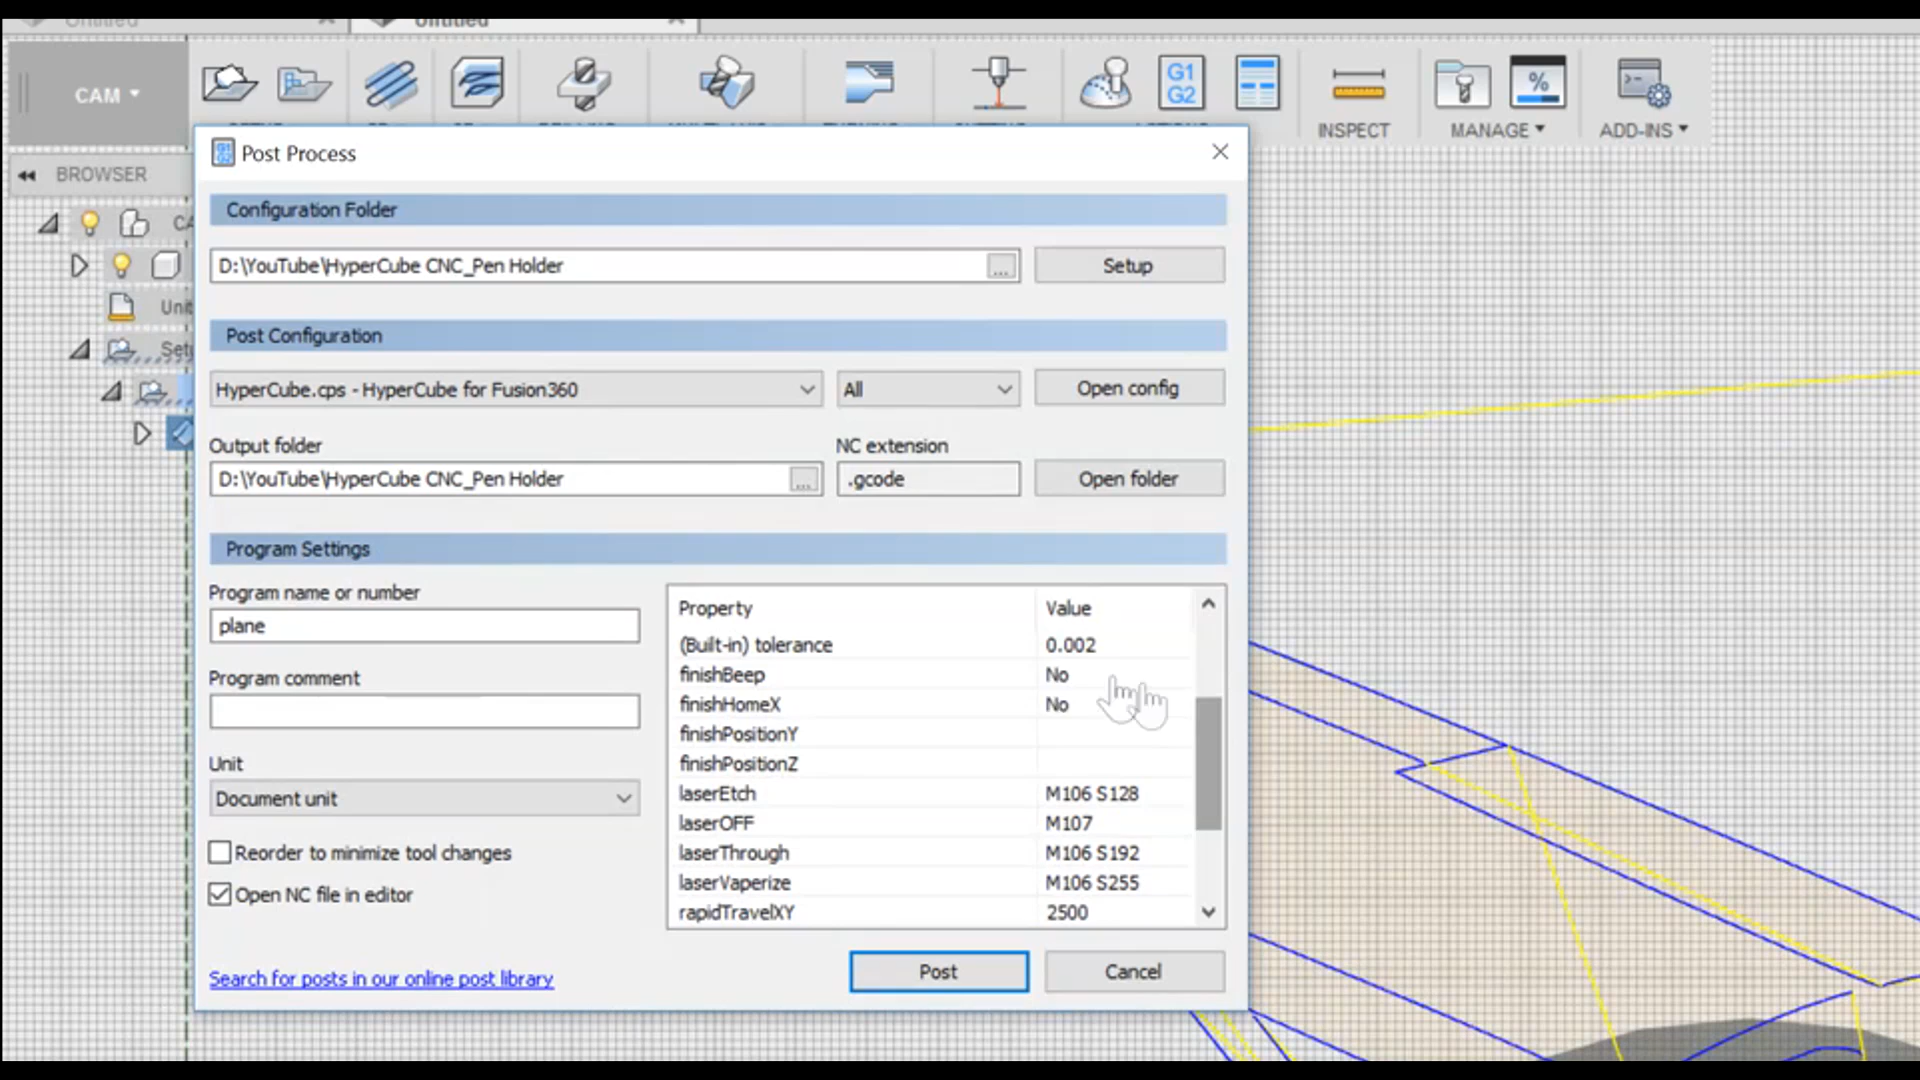 Untitled
Untitled
CAM
G1
G2
%
INSPECT
MANAGE
ADD-INS
BROWSER
Post Process
Configuration Folder
D:\YouTube\HyperCube CNC_Pen Holder
...
Setup
Post Configuration
HyperCube.cps - HyperCube for Fusion360
All
Open config
Output folder
NC extension
D:\YouTube\HyperCube CNC_Pen Holder
...
.gcode
Open folder
Program Settings
Program name or number
plane
Program comment
Unit
Document unit
Reorder to minimize tool changes
Open NC file in editor
Property Value
(Built-in) tolerance 0.002
finishBeep No
finishHomeX No
finishPositionY
finishPositionZ
laserEtch M106 S128
laserOFF M107
laserThrough M106 S192
laserVaperize M106 S255
rapidTravelXY 2500
Search for posts in our online post library
Post
Cancel